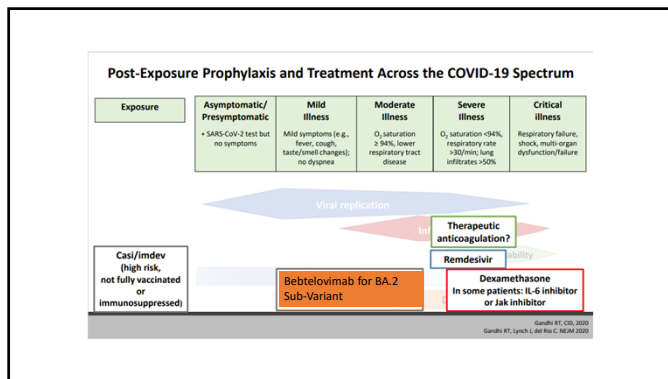 Post-Exposure Prophylaxis and Treatment Across the COVID-19 Spectrum
Exposure
Asymptomatic/
Presymptomatic
+ SARS-CoV-2 test but
no symptoms
Mild
Illness
Mild symptoms (e.g.,
fever, cough,
taste/smell changes);
no dyspnea
Moderate
Illness
O₂ saturation
≥ 94%, lower
respiratory tract
disease
Severe
Illness
O₂ saturation <94%,
respiratory rate
>30/min; lung
infiltrates >50%
Critical
illness
Respiratory failure,
shock, multi-organ
dysfunction/failure
Viral replication
Therapeutic
anticoagulation?
Remdesivir
Casi/imdev
(high risk,
not fully vaccinated
or
immunosuppressed)
Bebtelovimab for BA.2
Sub-Variant
Dexamethasone
In some patients: IL-6 inhibitor
or Jak inhibitor
Gandhi RT, CID, 2020
Gandhi RT, Lynch J, del Rio C. NEJM 2020